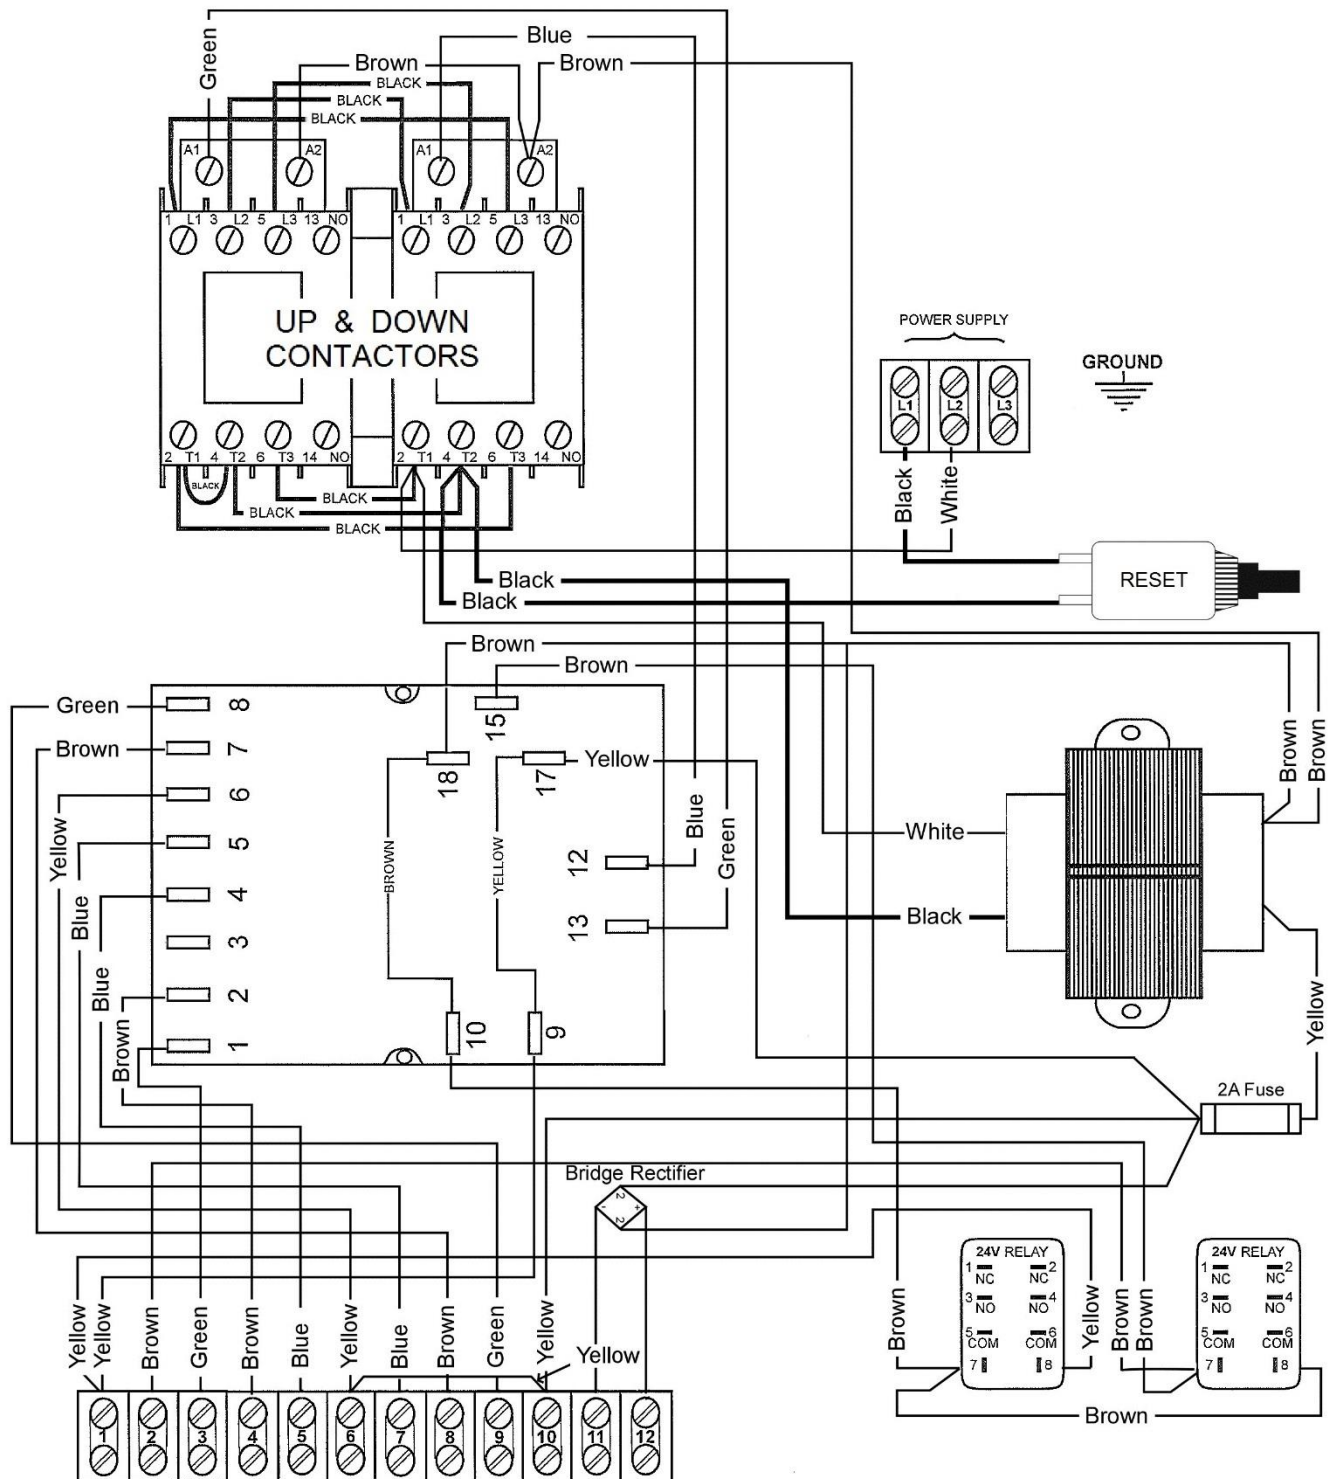 Green
Blue
Brown
Brown
BLACK
BLACK
BLACK
A1
A2
A1
A2
1 L1 3 L2 5 L3 13 NO
1 L1 3 L2 5 L3 13 NO
UP & DOWN
CONTACTORS
2 T1 4 T2 6 T3 14 NO
2 T1 4 T2 6 T3 14 NO
BLACK
BLACK
BLACK
BLACK
POWER SUPPLY
L1
L2
L3
GROUND
Black
White
RESET
Black
Black
Brown
Brown
Green
Brown
Yellow
Blue
Blue
Brown
8
7
6
5
4
3
2
1
15
18
17
Yellow
BROWN
YELLOW
12
13
10
9
Blue
Green
White
Black
Brown
Brown
Yellow
2A Fuse
Bridge Rectifier
2
- +
2
Yellow
Yellow
Brown
Green
Brown
Blue
Yellow
Blue
Brown
Green
Yellow
Yellow
1 2 3 4 5 6 7 8 9 10 11 12
Brown
24V RELAY
1 2
NC NC
3 4
NO NO
5 6
COM COM
7 8
Yellow
Brown
Brown
24V RELAY
1 2
NC NC
3 4
NO NO
5 6
COM COM
7 8
Brown